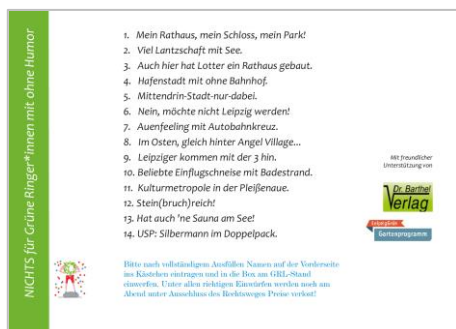 NICHTS für Grüne Ringer*innen mit ohne Humor
1. Mein Rathaus, mein Schloss, mein Park!
2. Viel Lantzschaft mit See.
3. Auch hier hat Lotter ein Rathaus gebaut.
4. Hafenstadt mit ohne Bahnhof.
5. Mittendrin-Stadt-nur-dabei.
6. Nein, möchte nicht Leipzig werden!
7. Auenfeeling mit Autobahnkreuz.
8. Im Osten, gleich hinter Angel Village...
9. Leipziger kommen mit der 3 hin.
10. Beliebte Einflugschneise mit Badestrand.
11. Kulturmetropole in der Pleißenaue.
12. Stein(bruch)reich!
13. Hat auch 'ne Sauna am See!
14. USP: Silbermann im Doppelpack.
Mit freundlicher
Unterstützung von
Dr. Barthel
Verlag
Gartenprogramm
Bitte nach vollständigem Ausfüllen Namen auf der Vorderseite
ins Kästchen eintragen und in die Box am GRL-Stand
einwerfen. Unter allen richtigen Einwürfen werden noch am
Abend unter Ausschluss des Rechtsweges Preise verlost!